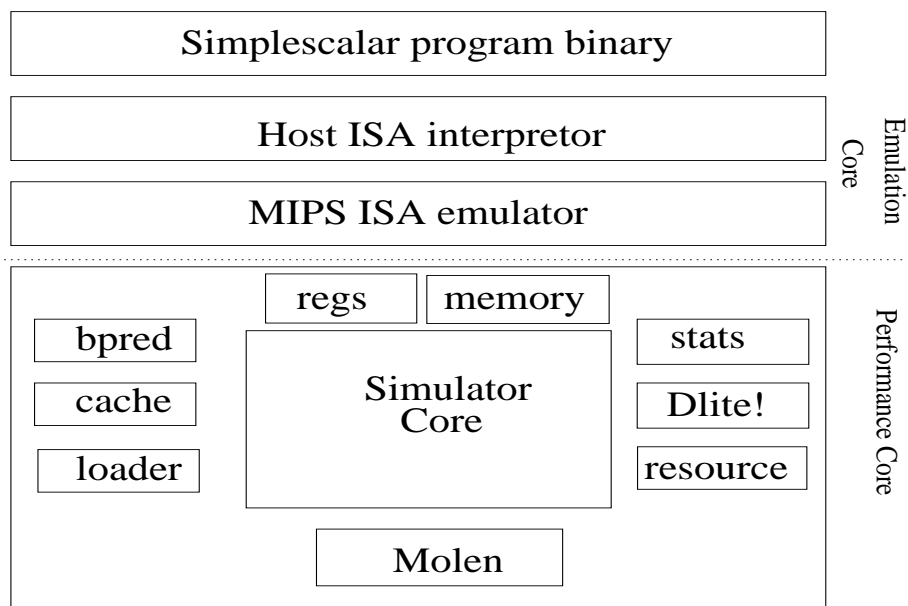 Simplescalar program binary
Host ISA interpretor
MIPS ISA emulator
Emulation
Core
regs
memory
bpred
cache
loader
Simulator
Core
stats
Dlite!
resource
Molen
Performance Core